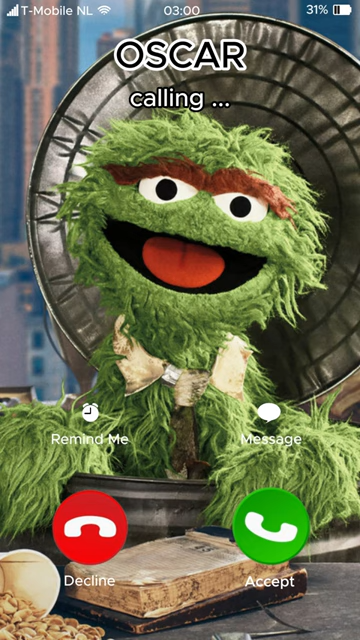 T-Mobile NL 03:00 31%
OSCAR
calling ...
Remind Me Message
Decline Accept